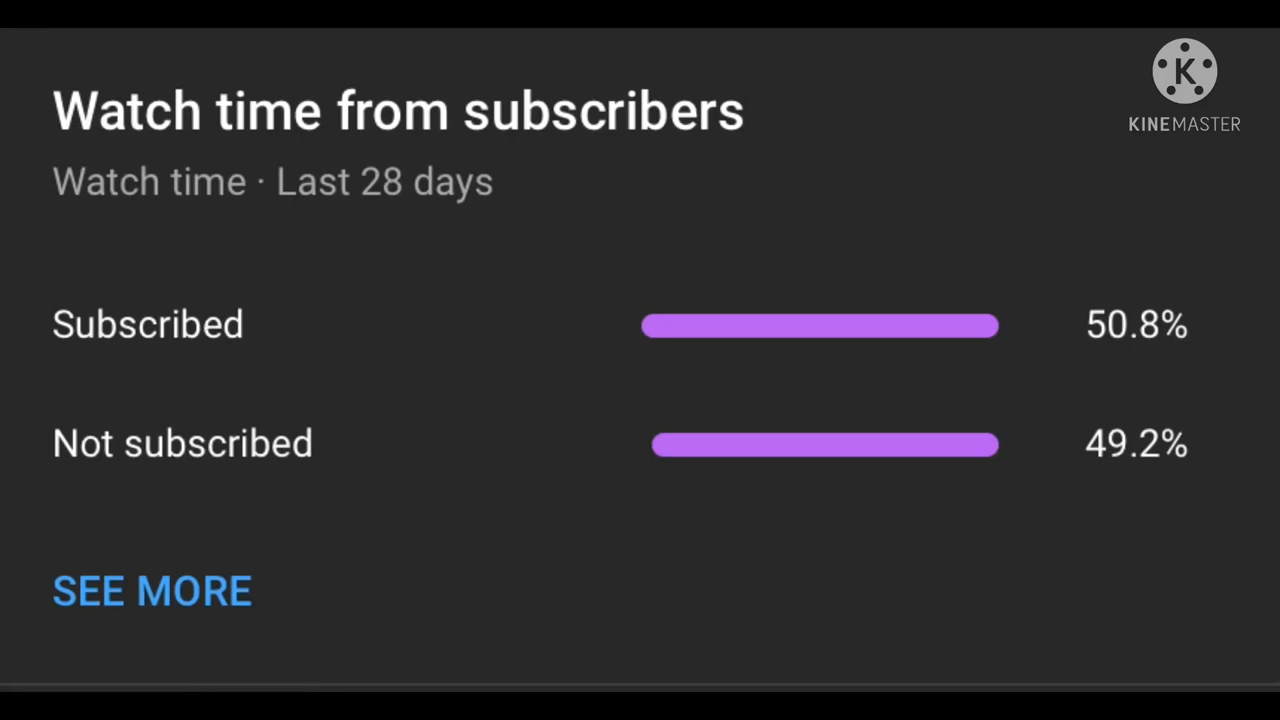 Watch time from subscribers
Watch time · Last 28 days
Subscribed 50.8%
Not subscribed 49.2%
SEE MORE
K
KINEMASTER